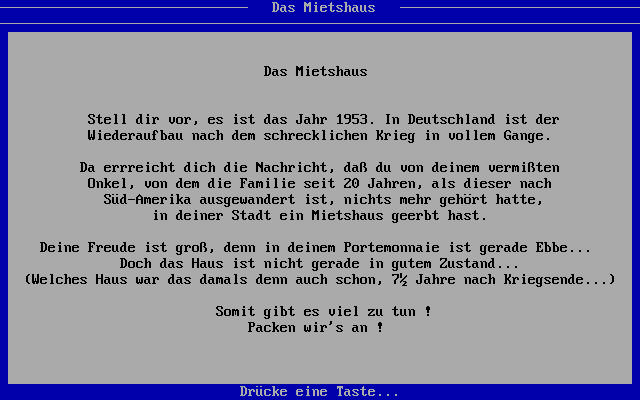 Das Mietshaus
Das Mietshaus
Stell dir vor, es ist das Jahr 1953. In Deutschland ist der
Wiederaufbau nach dem schrecklichen Krieg in vollem Gange.
Da errreicht dich die Nachricht, daß du von deinem vermißten
Onkel, von dem die Familie seit 20 Jahren, als dieser nach
Süd-Amerika ausgewandert ist, nichts mehr gehört hatte,
in deiner Stadt ein Mietshaus geerbt hast.
Deine Freude ist groß, denn in deinem Portemonnaie ist gerade Ebbe...
Doch das Haus ist nicht gerade in gutem Zustand...
(Welches Haus war das damals denn auch schon, 7½ Jahre nach Kriegsende...)
Somit gibt es viel zu tun !
Packen wir's an !
Drücke eine Taste...